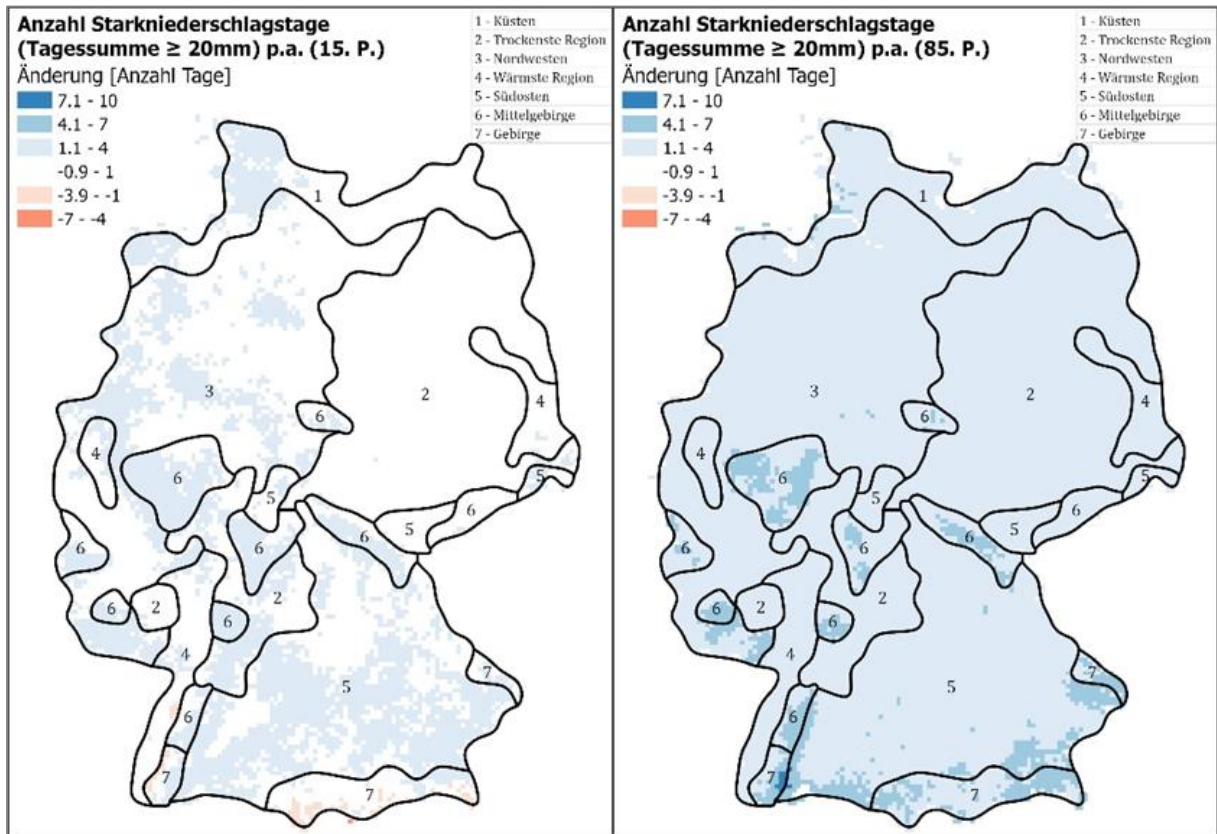 Anzahl Starkniederschlagstage
(Tagessumme ≥ 20mm) p.a. (15. P.)
Änderung [Anzahl Tage]
7.1 - 10
4.1 - 7
1.1 - 4
-0.9 - 1
-3.9 - -1
-7 - -4
1 - Küsten
2 - Trockenste Region
3 - Nordwesten
4 - Wärmste Region
5 - Südosten
6 - Mittelgebirge
7 - Gebirge
1
3
2
4
6
4
6
5
5
6
5
6
6
6
6
2
2
6
4
5
7
6
7
7
Anzahl Starkniederschlagstage
(Tagessumme ≥ 20mm) p.a. (85. P.)
Änderung [Anzahl Tage]
7.1 - 10
4.1 - 7
1.1 - 4
-0.9 - 1
-3.9 - -1
-7 - -4
1 - Küsten
2 - Trockenste Region
3 - Nordwesten
4 - Wärmste Region
5 - Südosten
6 - Mittelgebirge
7 - Gebirge
1
3
2
4
6
4
6
5
5
6
5
6
6
6
6
2
2
6
4
5
7
6
7
7